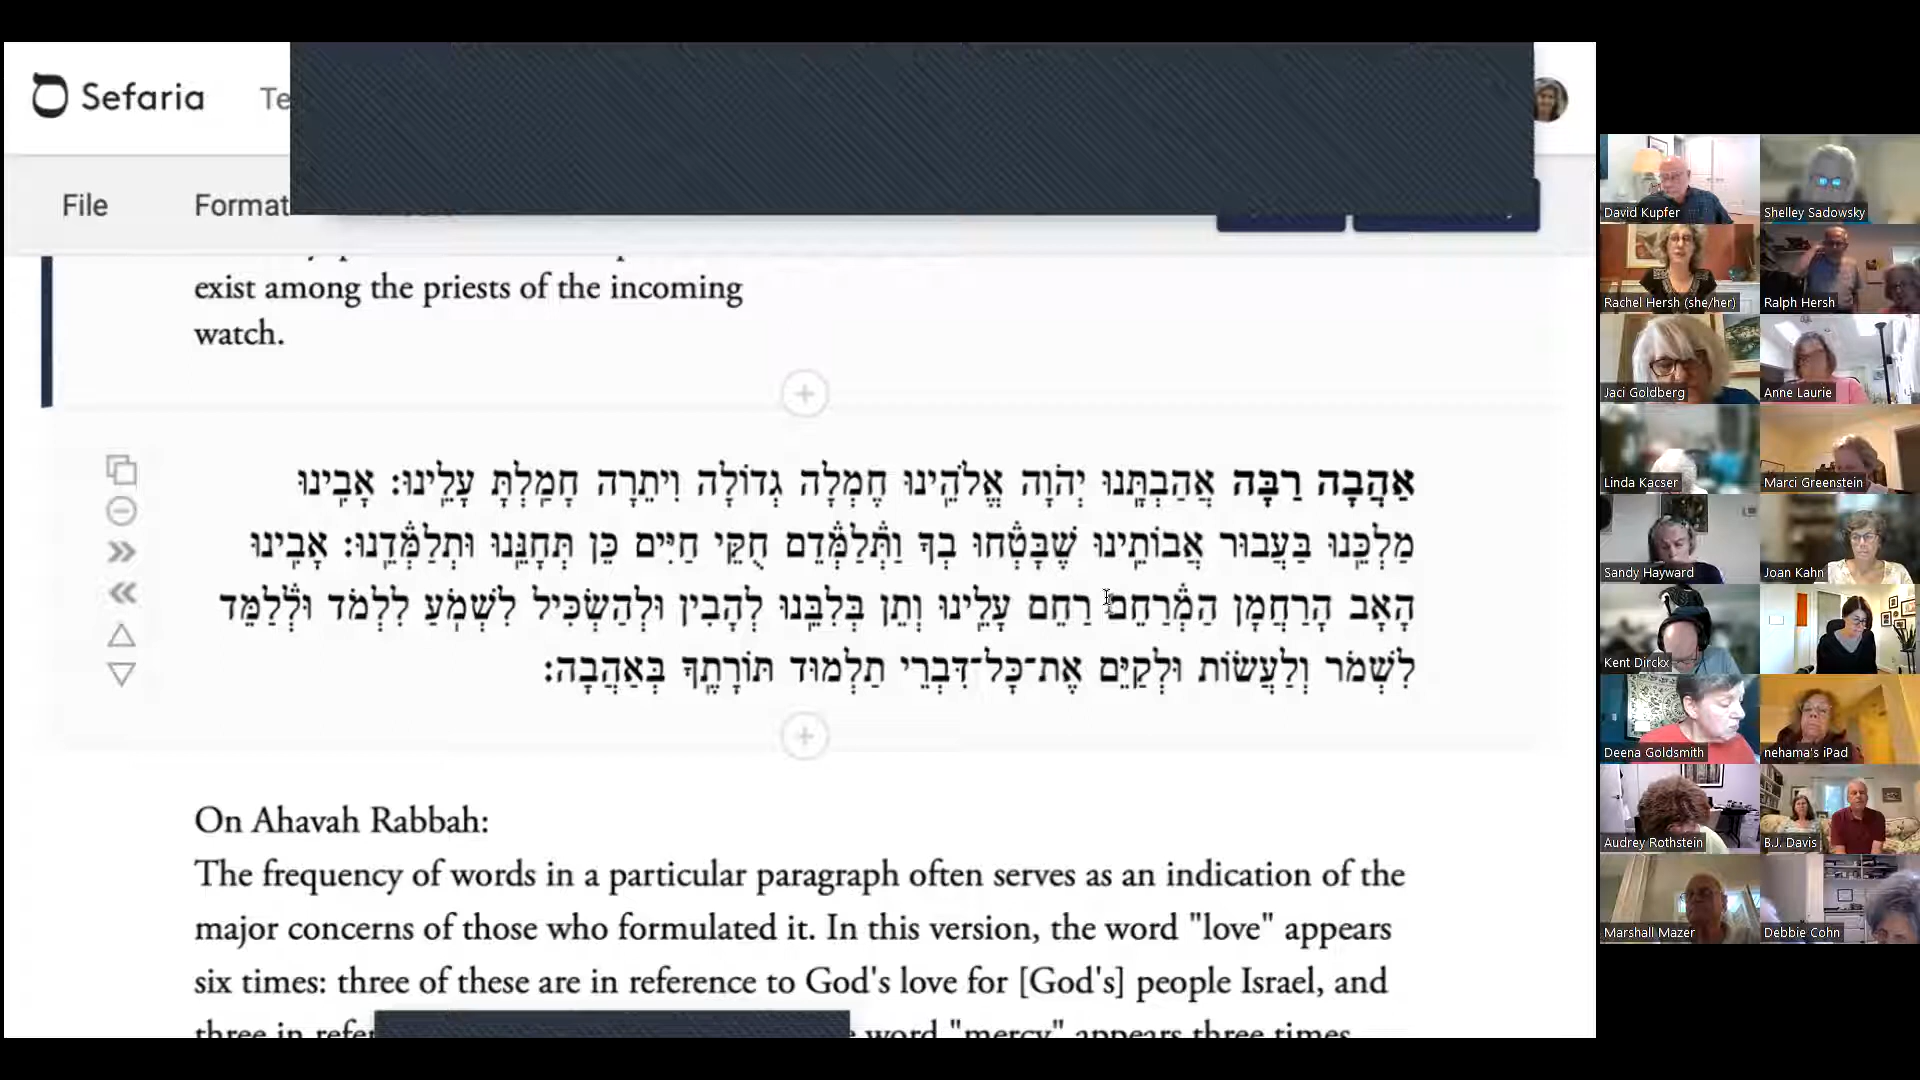 Sefaria
Te
File Format
exist among the priests of the incoming
watch.
אַהֲבָה רַבָּה אֲהַבְתָּֽנוּ יְהֹוָה אֱלֹהֵֽינוּ חֶמְלָה גְדוֹלָה וִיתֵרָה חָמַֽלְתָּ עָלֵֽינוּ: אָבִֽינוּ
מַלְכֵּֽנוּ בַּעֲבוּר אֲבוֹתֵֽינוּ שֶׁבָּטְ֒חוּ בְךָ וַתְּ֒לַמְּ֒דֵם חֻקֵּי חַיִּים כֵּן תְּחָנֵּֽנוּ וּתְלַמְּ֒דֵֽנוּ: אָבִֽינוּ
הָאָב הָרַחֲמָן הַמְ֒רַחֵם רַחֵם עָלֵֽינוּ וְתֵן בְּלִבֵּֽנוּ לְהָבִין וּלְהַשְׂכִּיל לִשְׁמֹֽעַ לִלְמֹד וּלְ֒לַמֵּד
לִשְׁמֹר וְלַעֲשׂוֹת וּלְקַיֵּם אֶת־כָּל־דִּבְרֵי תַלְמוּד תּוֹרָתֶֽךָ בְּאַהֲבָה:
On Ahavah Rabbah:
The frequency of words in a particular paragraph often serves as an indication of the
major concerns of those who formulated it. In this version, the word "love" appears
six times: three of these are in reference to God's love for [God's] people Israel, and
three in refer word "mercy" appears three times
David Kupfer
Shelley Sadowsky
Rachel Hersh (she/her)
Ralph Hersh
Jaci Goldberg
Anne Laurie
Linda Kacser
Marci Greenstein
Sandy Hayward
Joan Kahn
Kent Dirckx
Deena Goldsmith
nehama's iPad
Audrey Rothstein
B.J. Davis
Marshall Mazer
Debbie Cohn